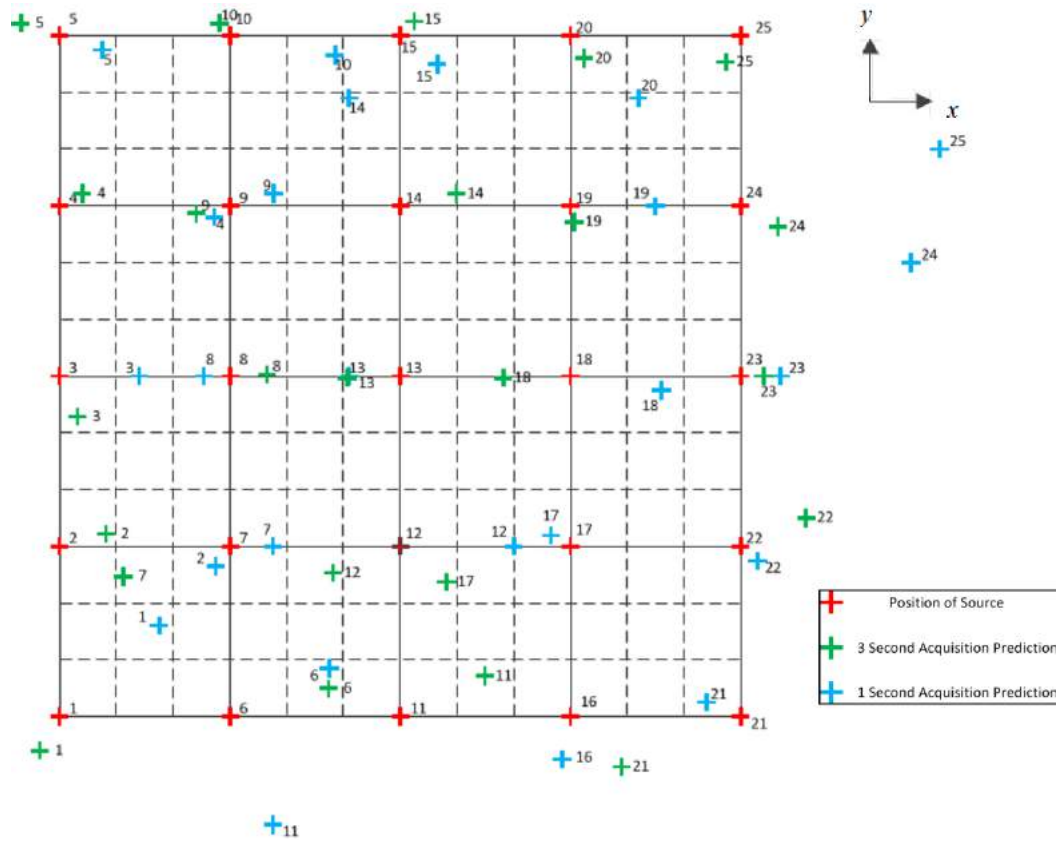 5 5 10 10 15 20 25 y
5 10 15 15 20 25
14 20 x
25
4 4 9 9 14 14 19 19 24
9 4 19 24
24
3 3 8 8 8 13 13 13 18 18 23 23
3 18 23
22
2 2 7 7 12 12 17 17 22
2 12 22
7 17
1 Position of Source
3 Second Acquisition Prediction
6 11 21 1 Second Acquisition Prediction
6
1 6 11 16 21
1 16 21
11